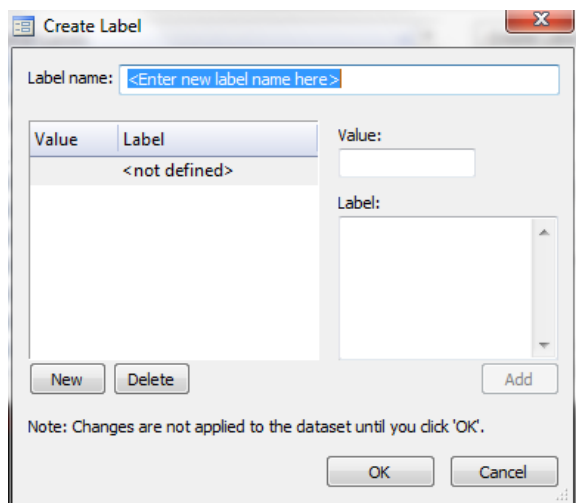 Create Label
Label name: <Enter new label name here>
Value Label
<not defined>
Value:
Label:
New Delete
Add
Note: Changes are not applied to the dataset until you click 'OK'.
OK Cancel